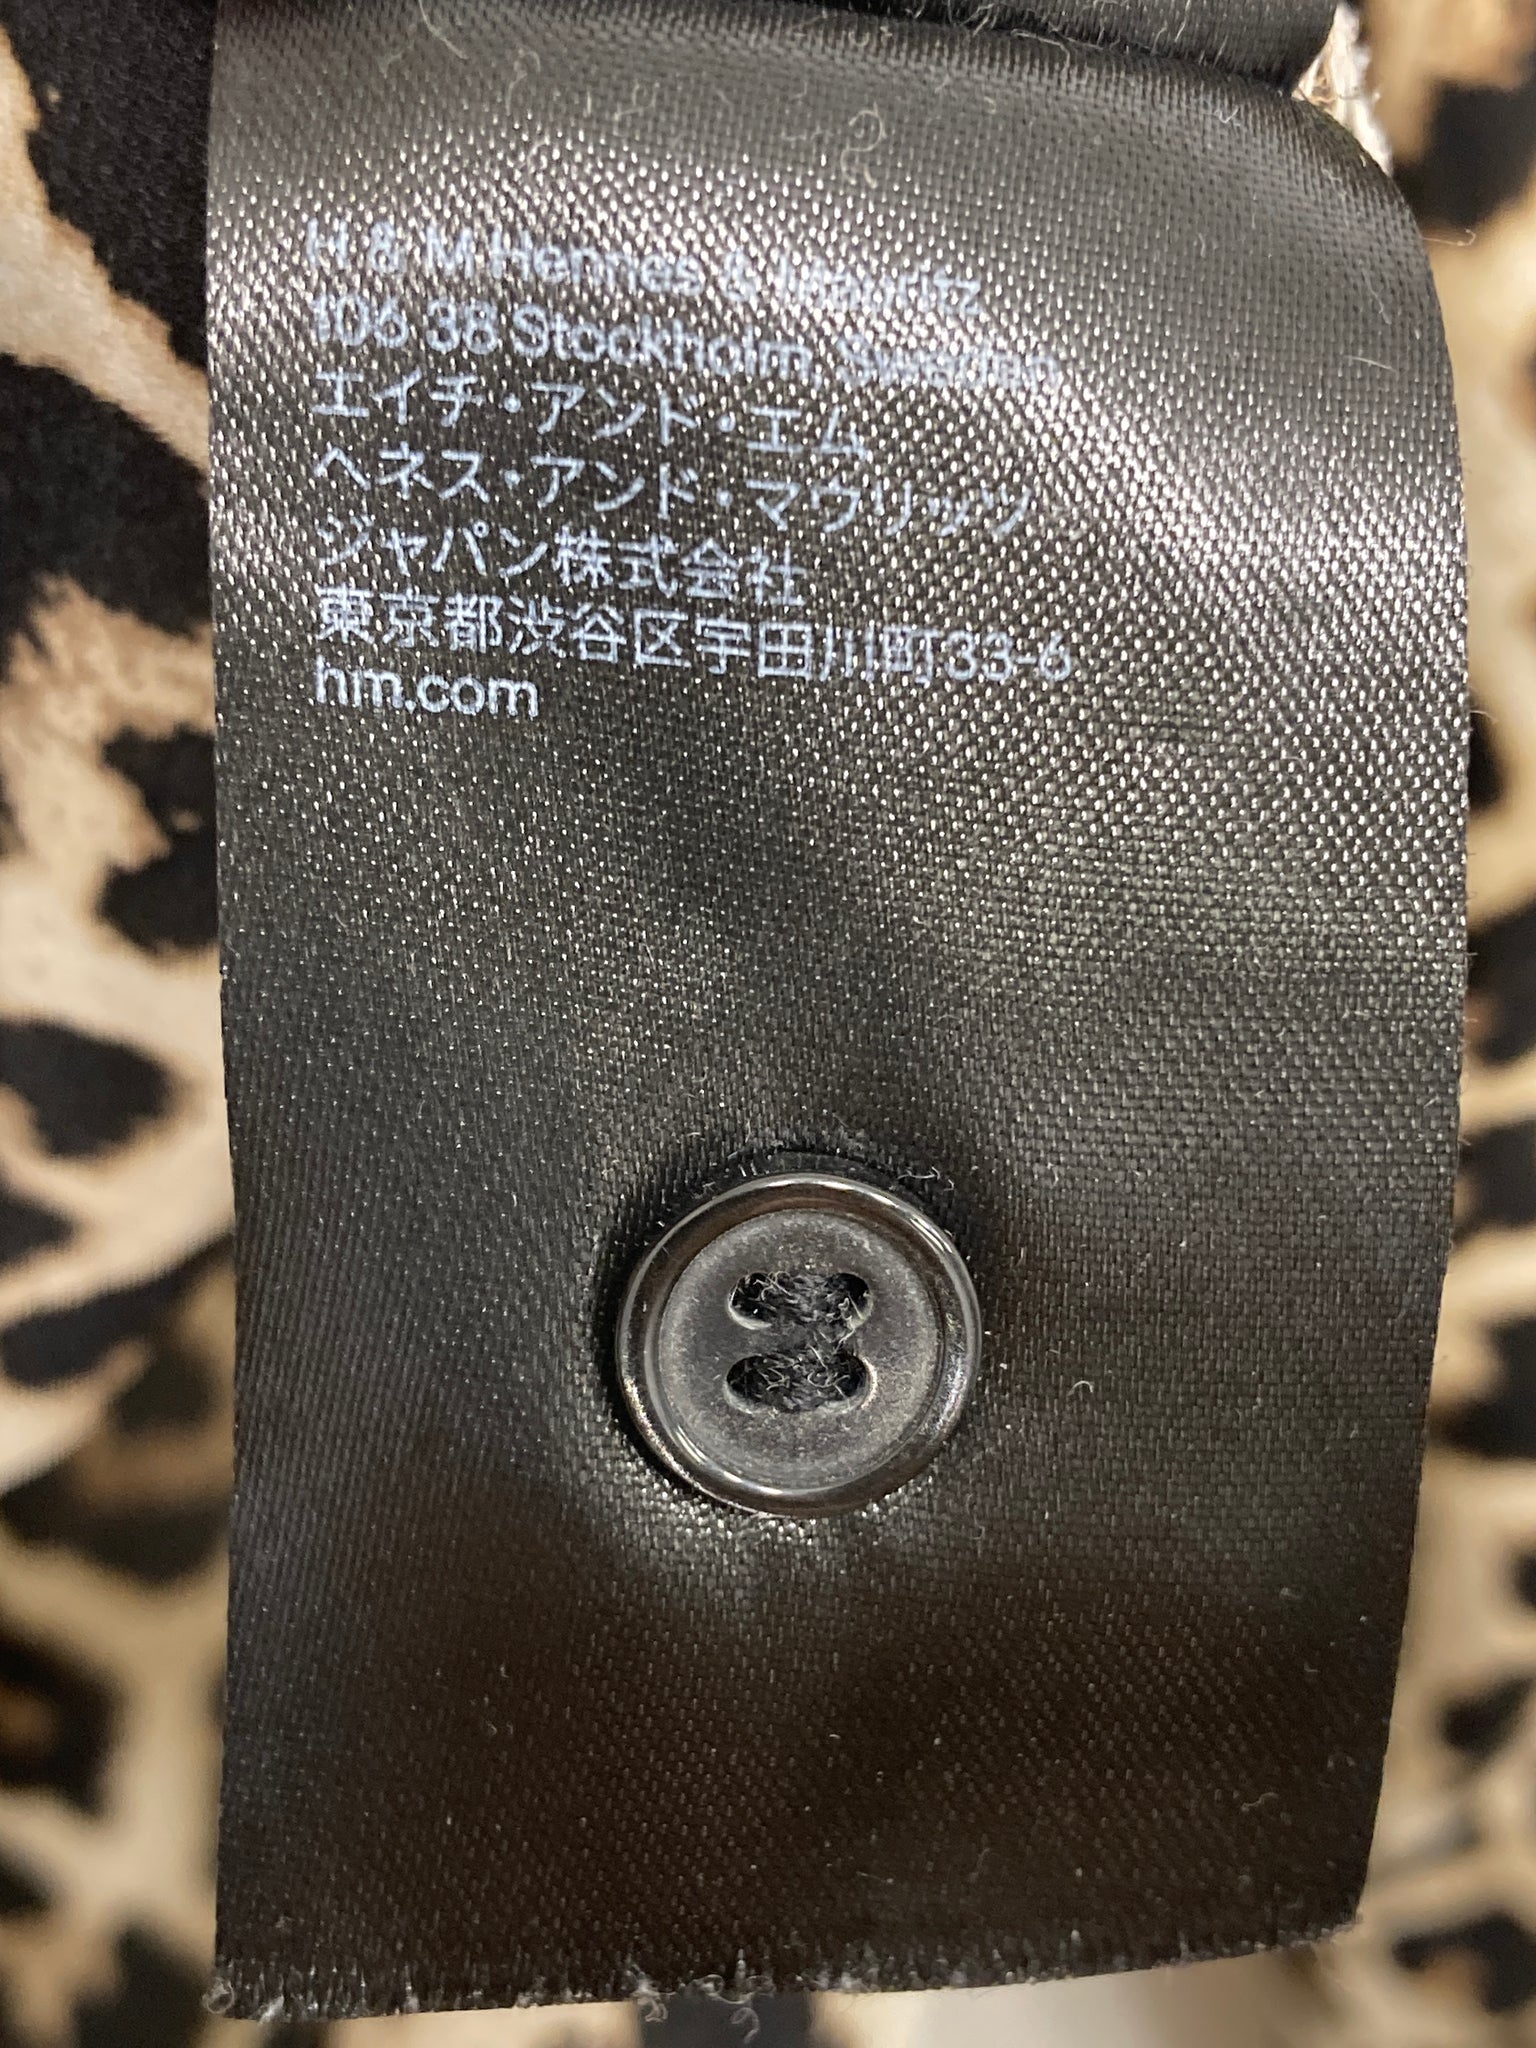 H & M Hennes & Mauritz
106 38 Stockholm, Sweden
エイチ・アンド・エム
ヘネス・アンド・マウリッツ
ジャパン株式会社
東京都渋谷区宇田川町33-6
hm.com